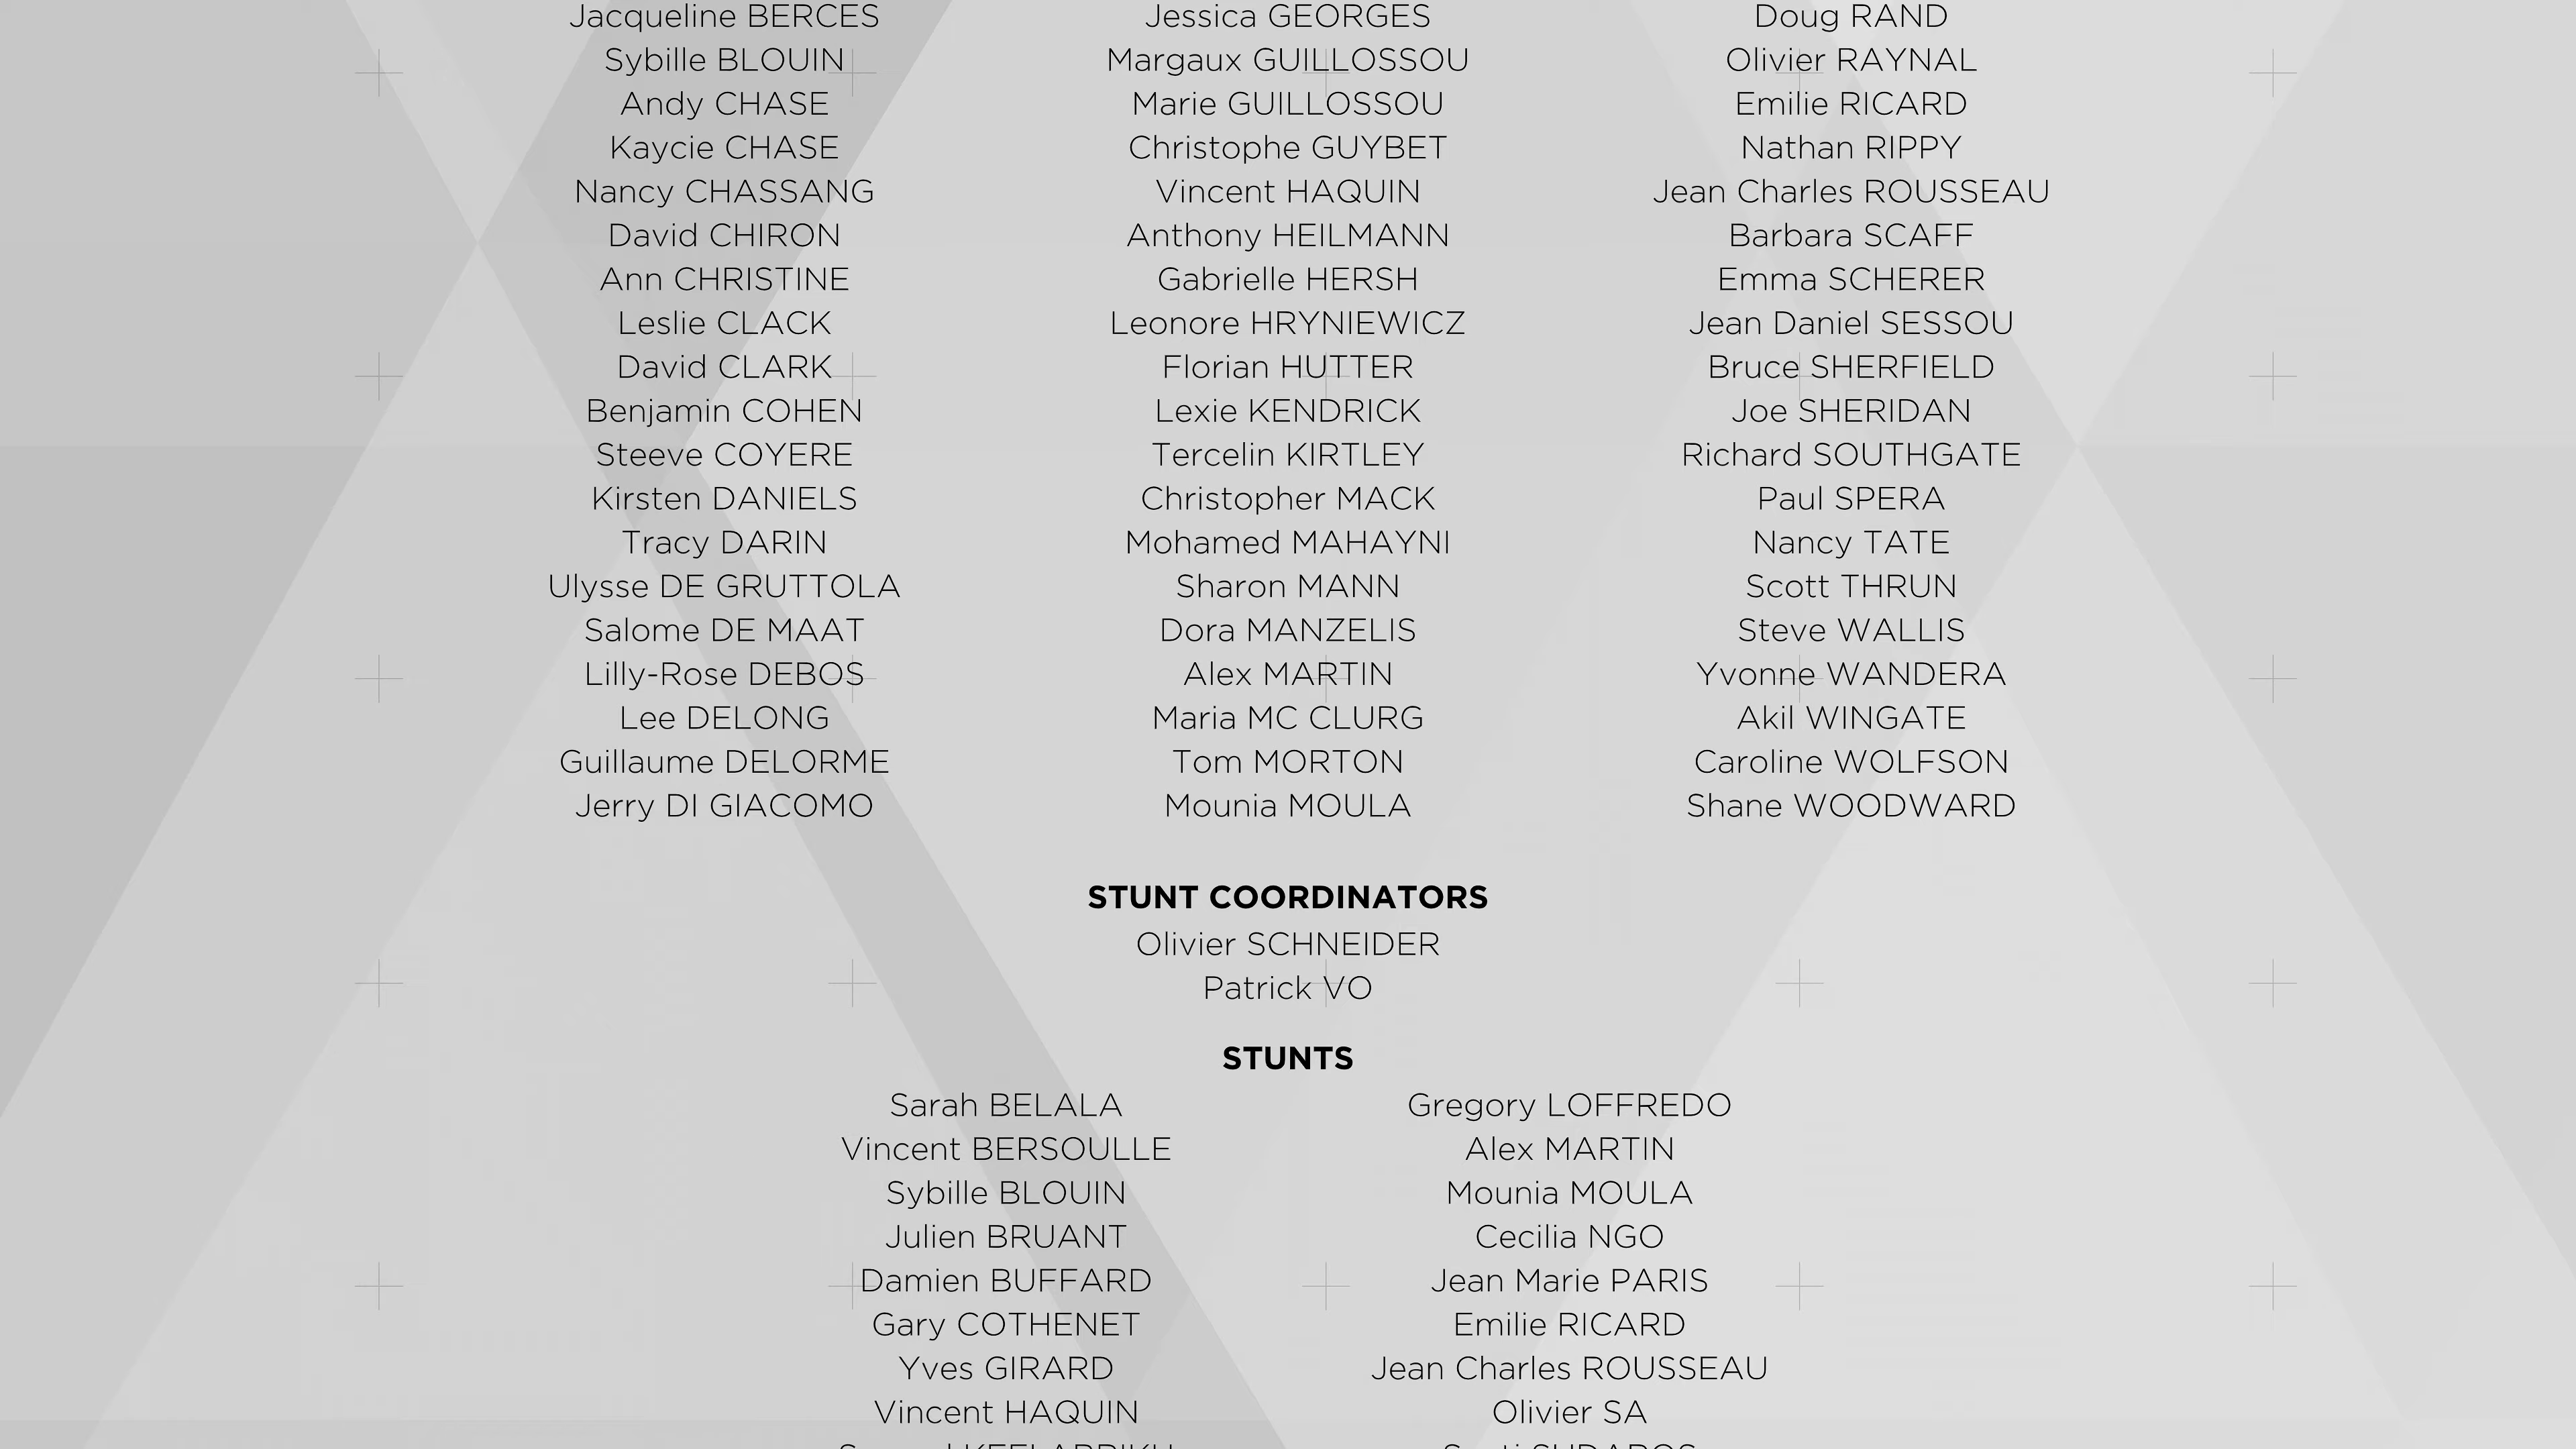 Jacqueline BERCES
Sybille BLOUIN
Andy CHASE
Kaycie CHASE
Nancy CHASSANG
David CHIRON
Ann CHRISTINE
Leslie CLACK
David CLARK
Benjamin COHEN
Steeve COYERE
Kirsten DANIELS
Tracy DARIN
Ulysse DE GRUTTOLA
Salome DE MAAT
Lilly-Rose DEBOS
Lee DELONG
Guillaume DELORME
Jerry DI GIACOMO
Jessica GEORGES
Margaux GUILLOSSOU
Marie GUILLOSSOU
Christophe GUYBET
Vincent HAQUIN
Anthony HEILMANN
Gabrielle HERSH
Leonore HRYNIEWICZ
Florian HUTTER
Lexie KENDRICK
Tercelin KIRTLEY
Christopher MACK
Mohamed MAHAYNI
Sharon MANN
Dora MANZELIS
Alex MARTIN
Maria MC CLURG
Tom MORTON
Mounia MOULA
Doug RAND
Olivier RAYNAL
Emilie RICARD
Nathan RIPPY
Jean Charles ROUSSEAU
Barbara SCAFF
Emma SCHERER
Jean Daniel SESSOU
Bruce SHERFIELD
Joe SHERIDAN
Richard SOUTHGATE
Paul SPERA
Nancy TATE
Scott THRUN
Steve WALLIS
Yvonne WANDERA
Akil WINGATE
Caroline WOLFSON
Shane WOODWARD
STUNT COORDINATORS
Olivier SCHNEIDER
Patrick VO
STUNTS
Sarah BELALA
Vincent BERSOULLE
Sybille BLOUIN
Julien BRUANT
Damien BUFFARD
Gary COTHENET
Yves GIRARD
Vincent HAQUIN
Gregory LOFFREDO
Alex MARTIN
Mounia MOULA
Cecilia NGO
Jean Marie PARIS
Emilie RICARD
Jean Charles ROUSSEAU
Olivier SA